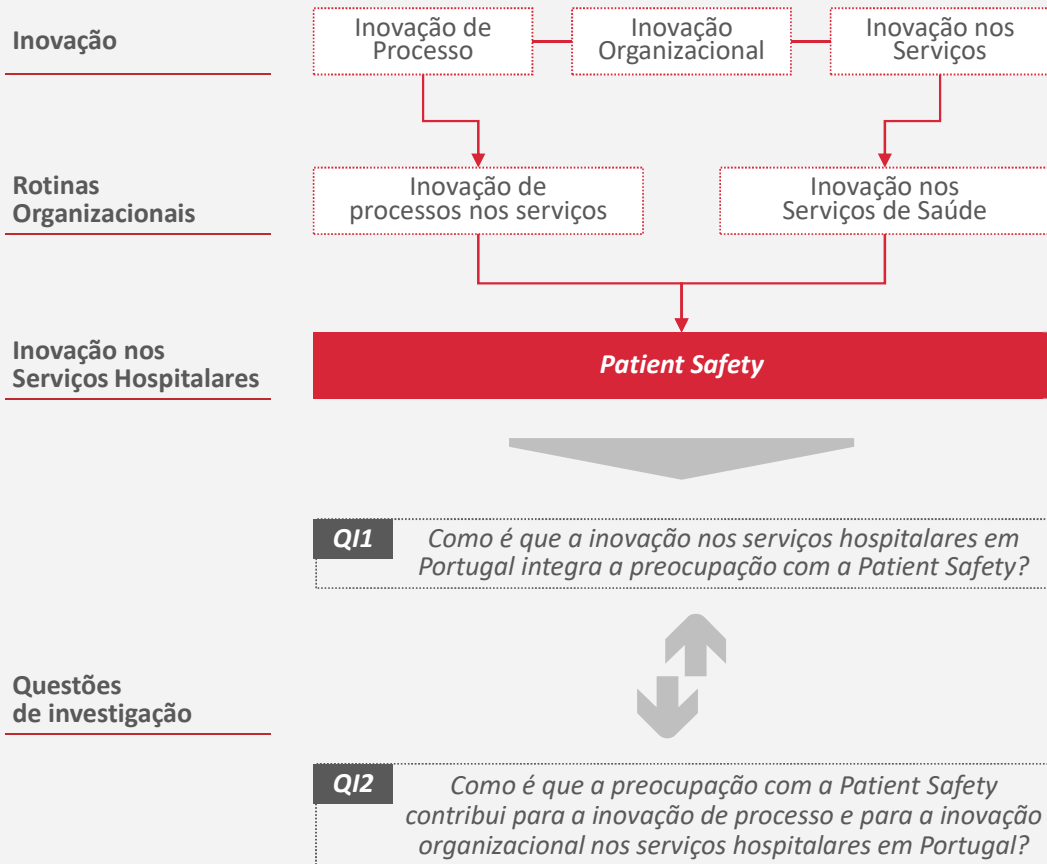 Inovação
Inovação de
Processo
Inovação
Organizacional
Inovação nos
Serviços
Rotinas
Organizacionais
Inovação de
processos nos serviços
Inovação nos
Serviços de Saúde
Inovação nos
Serviços Hospitalares
Patient Safety
QI1
Como é que a inovação nos serviços hospitalares em
Portugal integra a preocupação com a Patient Safety?
Questões
de investigação
QI2
Como é que a preocupação com a Patient Safety
contribui para a inovação de processo e para a inovação
organizacional nos serviços hospitalares em Portugal?